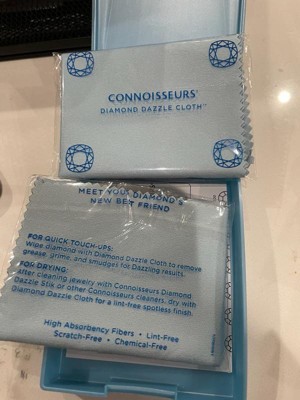 CONNOISSEURS®
DIAMOND DAZZLE CLOTH™
MEET YOUR DIAMOND'S
NEW BEST FRIEND
FOR QUICK TOUCH-UPS:
Wipe diamond with Diamond Dazzle Cloth to remove
grease, grime, and smudges for Dazzling results.
FOR DRYING:
After cleaning jewelry with Connoisseurs Diamond
Dazzle Stik or other Connoisseurs cleaners, dry with
Diamond Dazzle Cloth for a lint-free spotless finish.
High Absorbency Fibers • Lint-Free
Scratch-Free • Chemical-Free